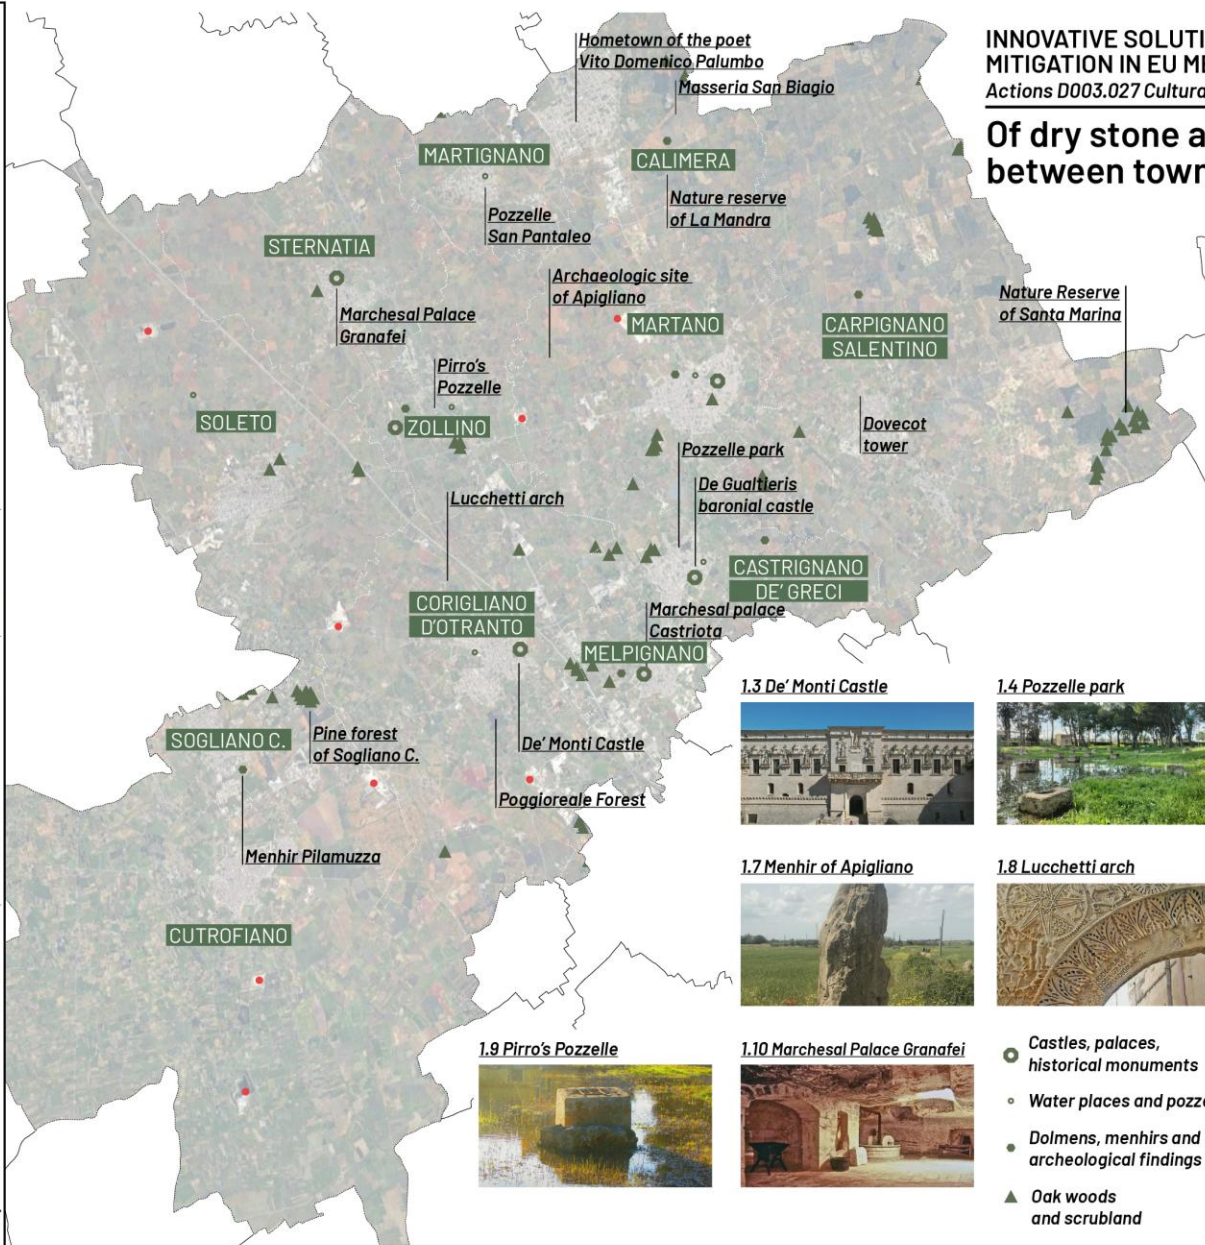 INNOVATIVE SOLUTI
MITIGATION IN EU ME
Actions D003.027 Cultura
Of dry stone a
between town
Hometown of the poet
Vito Domenico Palumbo
Masseria San Biagio
MARTIGNANO
CALIMERA
Pozzelle
San Pantaleo
Nature reserve
of La Mandra
STERNATIA
Marchesal Palace
Granafei
Archaeologic site
of Apigliano
MARTANO
CARPIGNANO
SALENTINO
Nature Reserve
of Santa Marina
Pirro's
Pozzelle
SOLETO
ZOLLINO
Dovecot
tower
Pozzelle park
De Gualtieris
baronial castle
Lucchetti arch
CASTRIGNANO
DE' GRECI
CORIGLIANO
D'OTRANTO
Marchesal palace
Castriota
MELPIGNANO
SOGLIANO C.
Pine forest
of Sogliano C.
De' Monti Castle
Poggioreale Forest
Menhir Pilamuzza
CUTROFIANO
1.3 De' Monti Castle
1.4 Pozzelle park
1.7 Menhir of Apigliano
1.8 Lucchetti arch
1.9 Pirro's Pozzelle
1.10 Marchesal Palace Granafei
Castles, palaces,
historical monuments
Water places and pozze
Dolmens, menhirs and
archeological findings
Oak woods
and scrubland